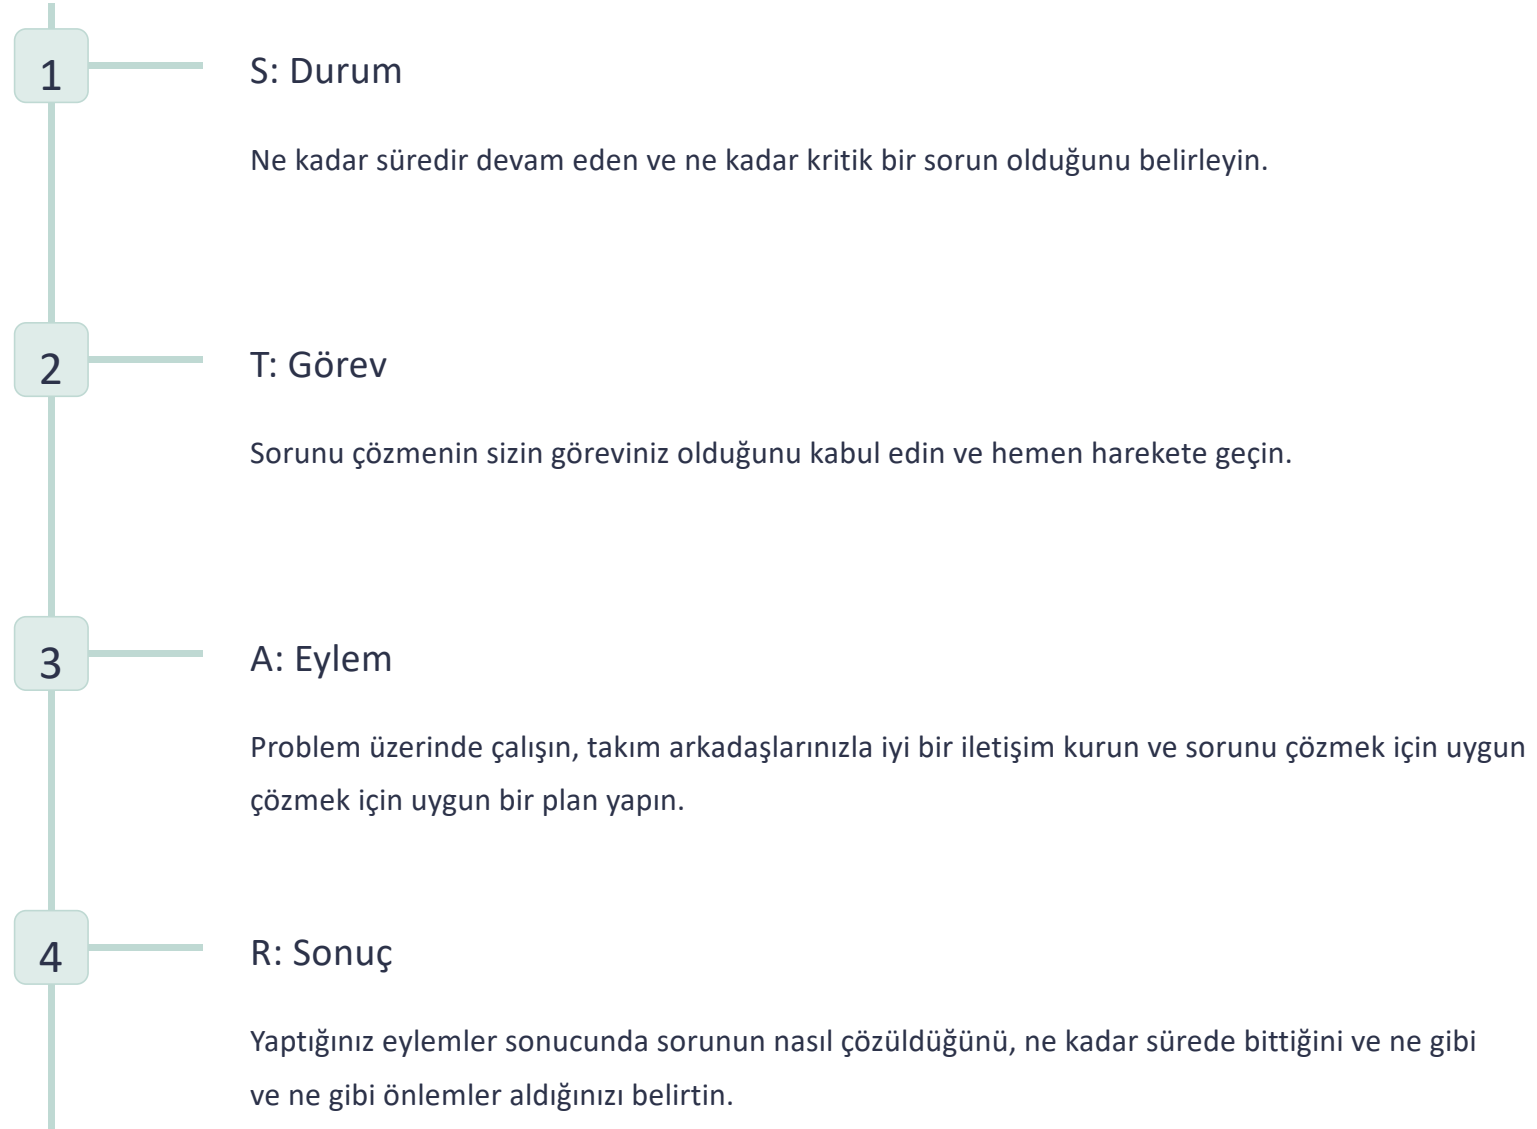 1
S: Durum
Ne kadar süredir devam eden ve ne kadar kritik bir sorun olduğunu belirleyin.
2
T: Görev
Sorunu çözmenin sizin göreviniz olduğunu kabul edin ve hemen harekete geçin.
3
A: Eylem
Problem üzerinde çalışın, takım arkadaşlarınızla iyi bir iletişim kurun ve sorunu çözmek için uygun
çözmek için uygun bir plan yapın.
4
R: Sonuç
Yaptığınız eylemler sonucunda sorunun nasıl çözüldüğünü, ne kadar sürede bittiğini ve ne gibi
ve ne gibi önlemler aldığınızı belirtin.